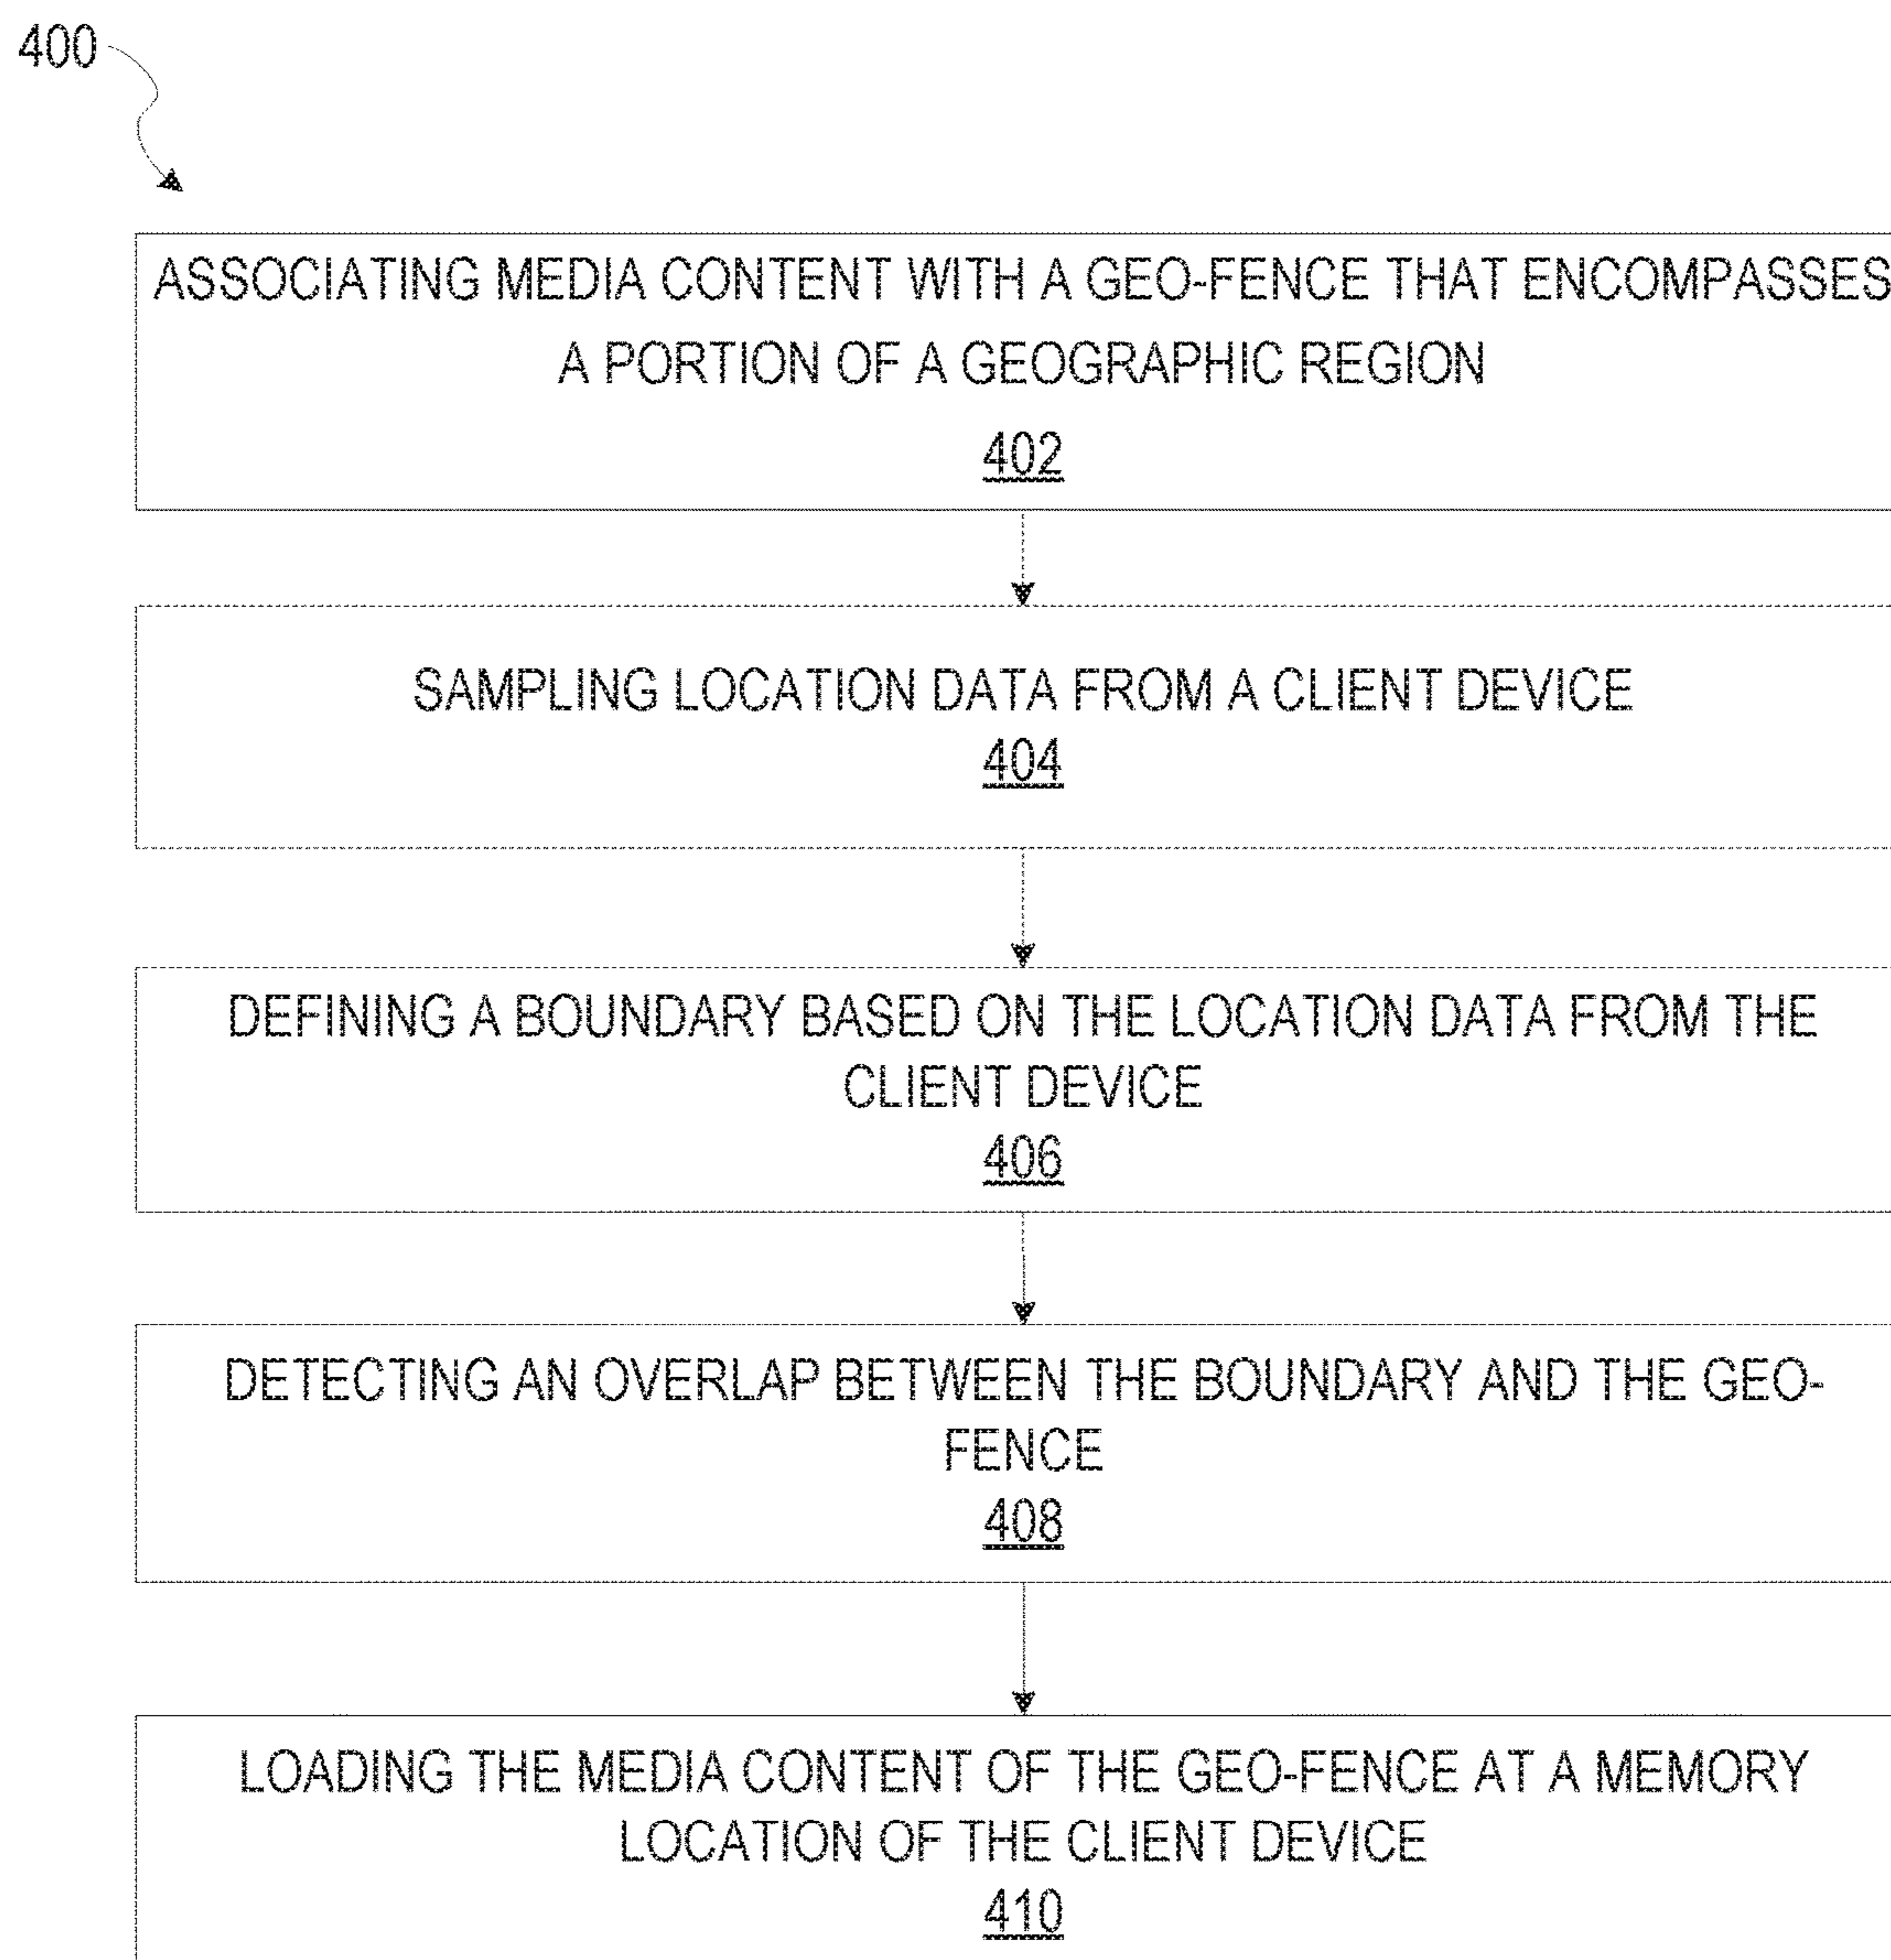 400
ASSOCIATING MEDIA CONTENT WITH A GEO-FENCE THAT ENCOMPASSES
A PORTION OF A GEOGRAPHIC REGION
402
SAMPLING LOCATION DATA FROM A CLIENT DEVICE
404
DEFINING A BOUNDARY BASED ON THE LOCATION DATA FROM THE
CLIENT DEVICE
406
DETECTING AN OVERLAP BETWEEN THE BOUNDARY AND THE GEO-
FENCE
408
LOADING THE MEDIA CONTENT OF THE GEO-FENCE AT A MEMORY
LOCATION OF THE CLIENT DEVICE
410